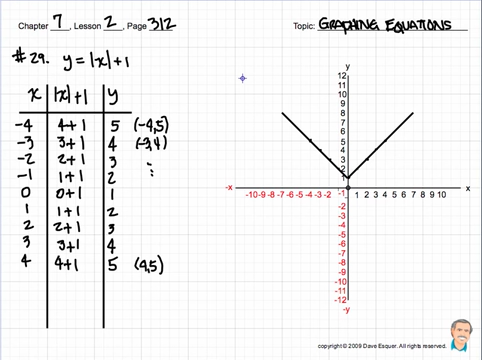 Chapter 7, Lesson 2, Page 312
Topic: GRAPHING EQUATIONS
#29. y = |x| + 1
x |x|+1 y
-4 4+1 5 (-4,5)
-3 3+1 4 (-3,4)
-2 2+1 3
-1 1+1 2
0 0+1 1
1 1+1 2
2 2+1 3
3 3+1 4
4 4+1 5 (4,5)
y
12
11
10
9
8
7
6
5
4
3
2
1
-x -10 -9 -8 -7 -6 -5 -4 -3 -2 -1 1 2 3 4 5 6 7 8 9 10 x
-2
-3
-4
-5
-6
-7
-8
-9
-10
-11
-12
-y
copyright © 2009 Dave Esquer. All rights reserved.